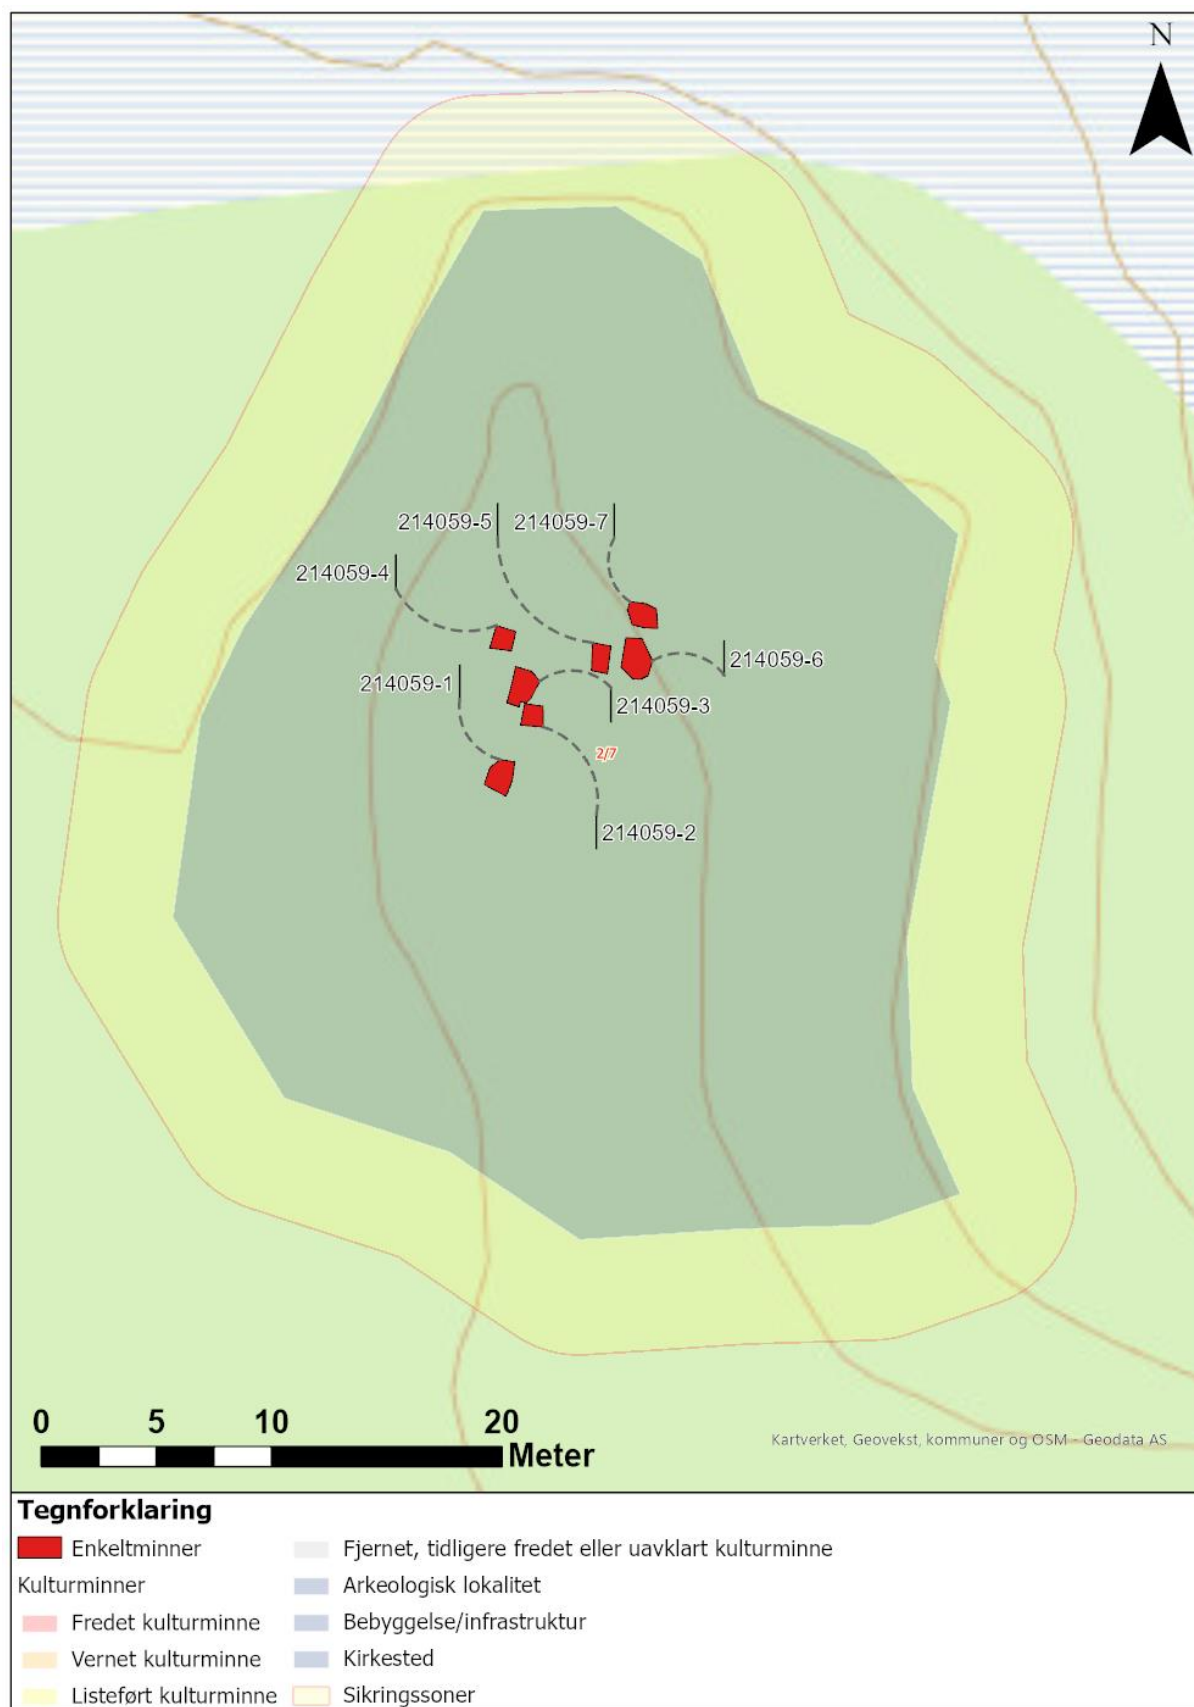 N
214059-5
214059-7
214059-4
214059-6
214059-1
214059-3
2/7
214059-2
0 5 10 20
Meter
Kartverket, Geovekst, kommuner og OSM - Geodata AS
Tegnforklaring
Enkeltminner
Kulturminner
Fredet kulturminne
Vernet kulturminne
Listeført kulturminne
Fjernet, tidligere fredet eller uavklart kulturminne
Arkeologisk lokalitet
Bebyggelse/infrastruktur
Kirkested
Sikringssoner